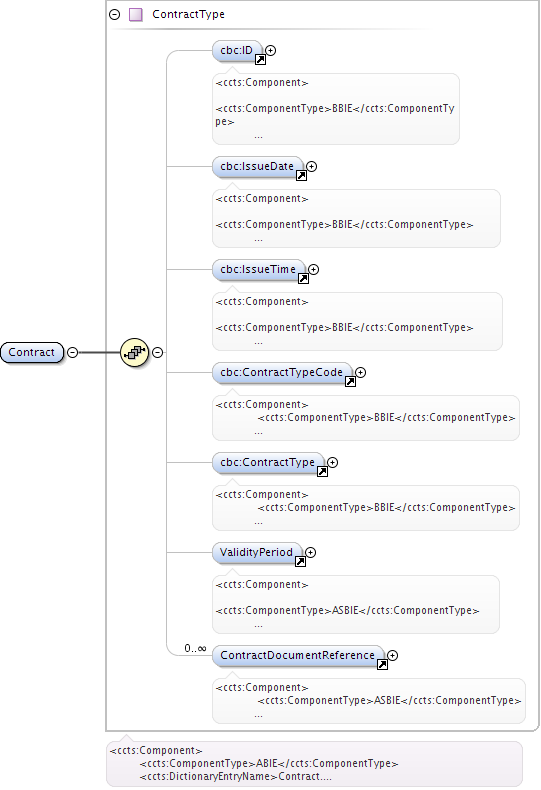 ContractType
cbc:ID
<ccts:Component>
<ccts:ComponentType>BBIE</ccts:ComponentTy
pe>
...
cbc:IssueDate
<ccts:Component>
<ccts:ComponentType>BBIE</ccts:ComponentType>
...
cbc:IssueTime
<ccts:Component>
<ccts:ComponentType>BBIE</ccts:ComponentType>
...
Contract
cbc:ContractTypeCode
<ccts:Component>
<ccts:ComponentType>BBIE</ccts:ComponentType>
...
cbc:ContractType
<ccts:Component>
<ccts:ComponentType>BBIE</ccts:ComponentType>
...
ValidityPeriod
<ccts:Component>
<ccts:ComponentType>ASBIE</ccts:ComponentType>
...
0..∞
ContractDocumentReference
<ccts:Component>
<ccts:ComponentType>ASBIE</ccts:ComponentType>
...
<ccts:Component>
<ccts:ComponentType>ABIE</ccts:ComponentType>
<ccts:DictionaryEntryName>Contract....